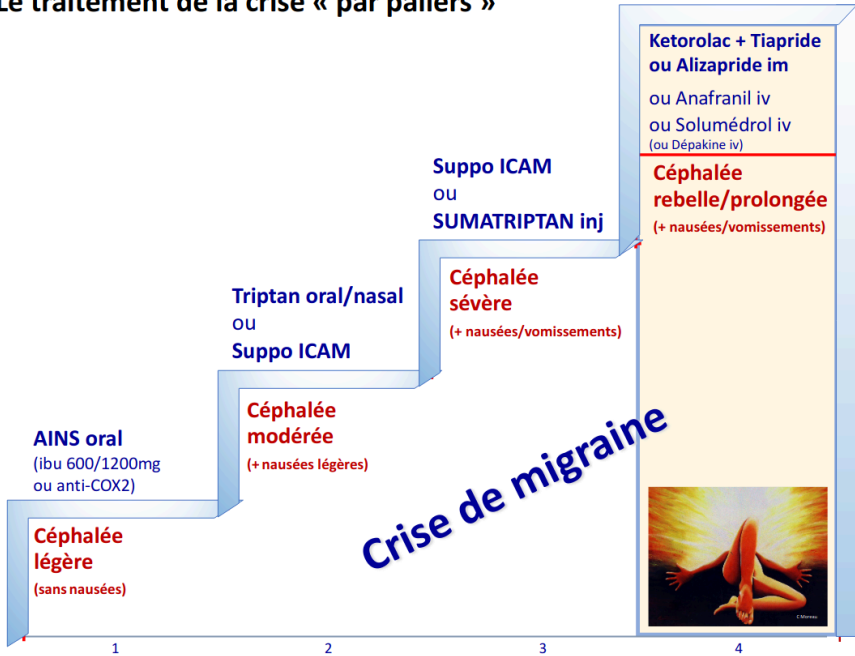 Le traitement de la crise « par paliers »
Ketorolac + Tiapride
ou Alizapride im
ou Anafranil iv
ou Solumédrol iv
(ou Dépakine iv)
Céphalée
rebelle/prolongée
(+ nausées/vomissements)
Suppo ICAM
ou
SUMATRIPTAN inj
Céphalée
sévère
(+ nausées/vomissements)
Triptan oral/nasal
ou
Suppo ICAM
Céphalée
modérée
(+ nausées légères)
AINS oral
(ibu 600/1200mg
ou anti-COX2)
Céphalée
légère
(sans nausées)
Crise de migraine
C Moreau
1 2 3 4